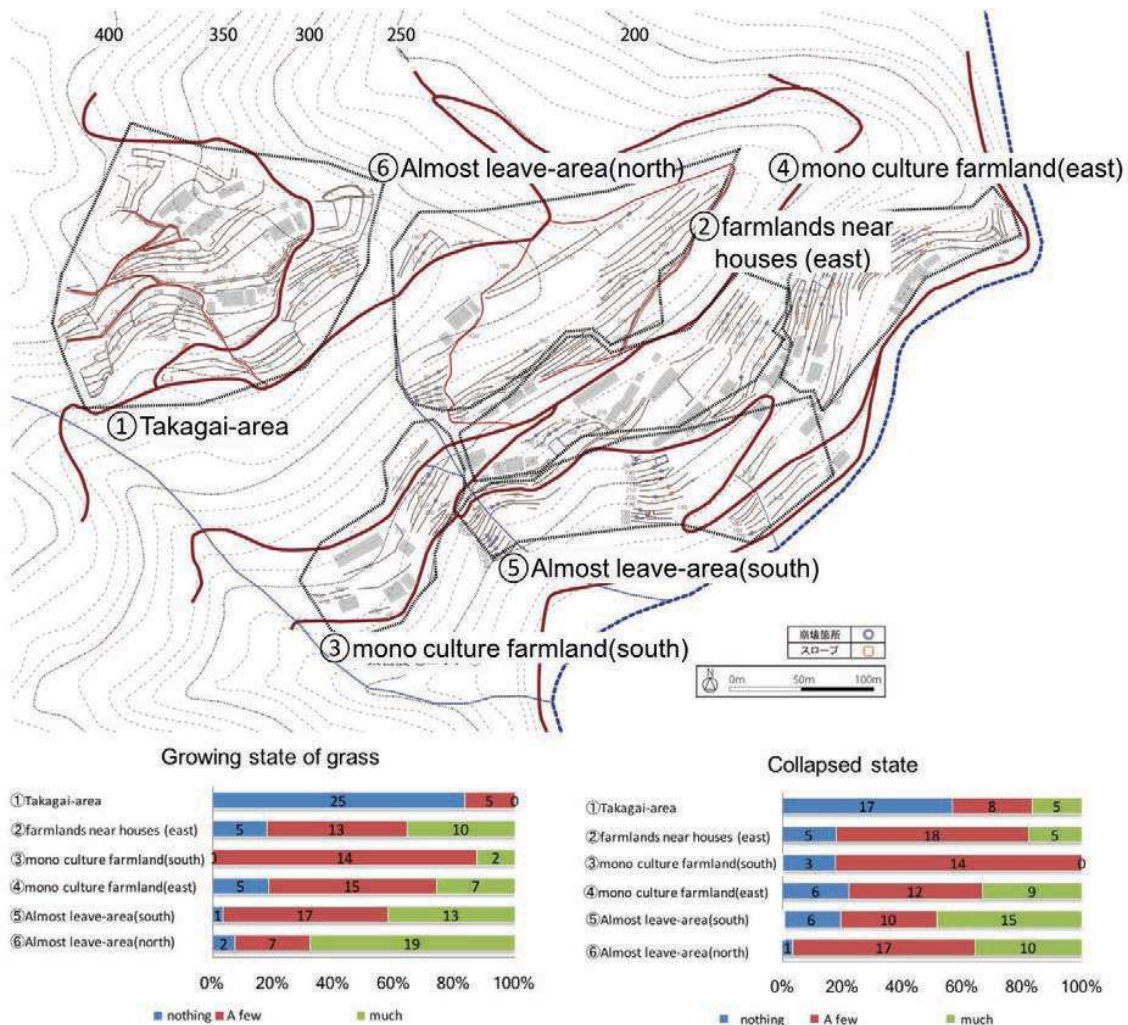 400 350 300 250 200
⑥Almost leave-area(north)
④mono culture farmland(east)
②farmlands near
houses (east)
①Takagai-area
⑤Almost leave-area(south)
③mono culture farmland(south)
崩壊箇所
スロープ
N
0m 50m 100m
Growing state of grass
①Takagai-area 25 5 0
②farmlands near houses (east) 5 13 10
③mono culture farmland(south) 0 14 2
④mono culture farmland(east) 5 15 7
⑤Almost leave-area(south) 1 17 13
⑥Almost leave-area(north) 2 7 19
0% 20% 40% 60% 80% 100%
nothing A few much
Collapsed state
①Takagai-area 17 8 5
②farmlands near houses (east) 5 18 5
③mono culture farmland(south) 3 14 0
④mono culture farmland(east) 6 12 9
⑤Almost leave-area(south) 6 10 15
⑥Almost leave-area(north) 1 17 10
0% 20% 40% 60% 80% 100%
nothing A few much